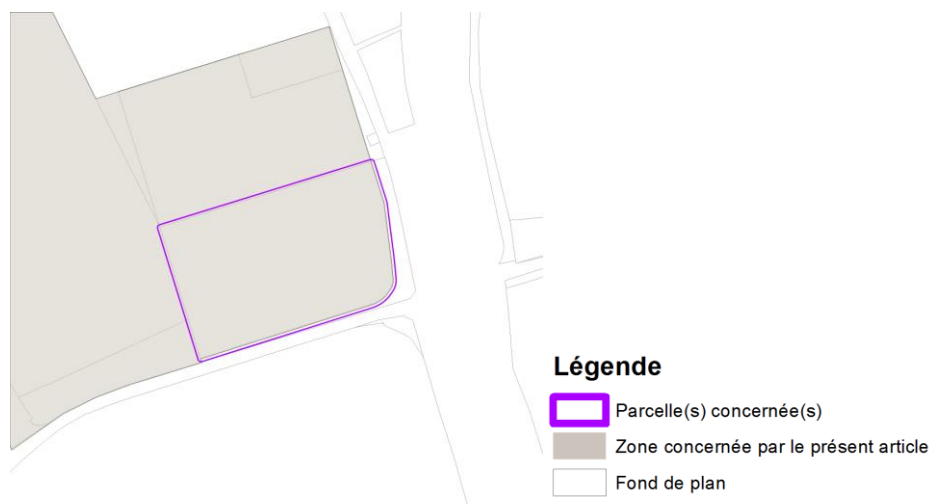 Légende
Parcelle(s) concernée(s)
Zone concernée par le présent article
Fond de plan